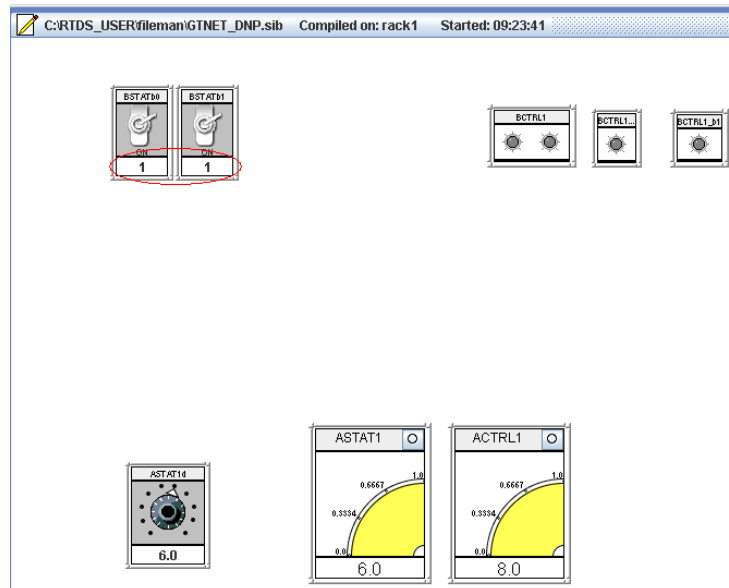 C:\RTDS_USER\fileman\GTNET_DNP.sib Compiled on: rack1 Started: 09:23:41
BSTATb0 BSTATb1
ON ON
1 1
BCTRL1 BCTRL1... BCTRL1_b1
ASTAT1d
6.0
ASTAT1
1.0
0.6667
0.3334
0.0
6.0
ACTRL1
1.0
0.6667
0.3334
0.0
8.0